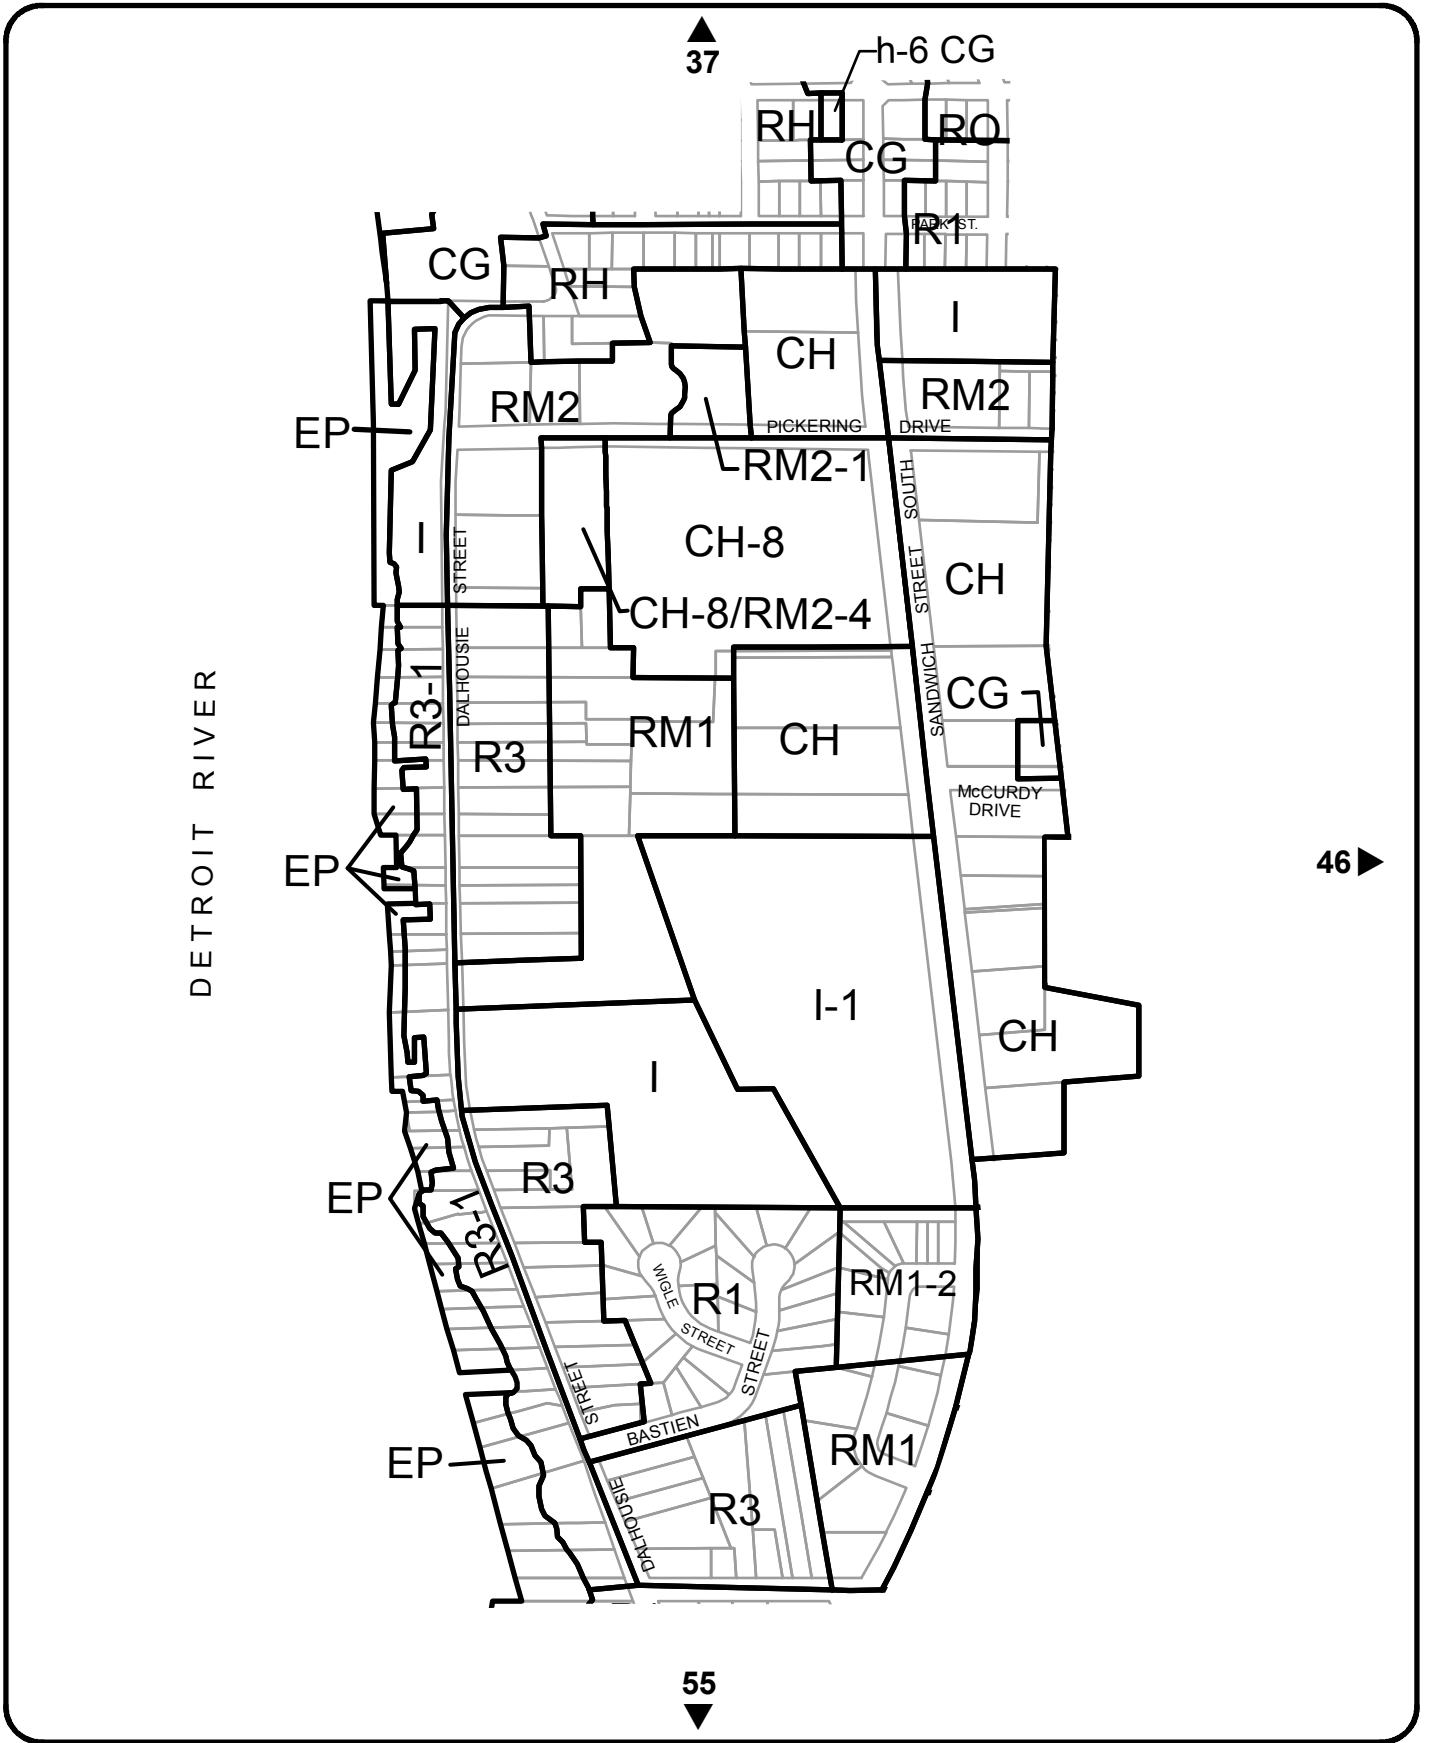 37
h-6 CG
RH
RO
CG
PARK ST.
R1
CG
RH
I
CH
RM2
RM2
EP
PICKERING DRIVE
RM2-1
SOUTH
STREET
SANDWICH
I
STREET
DALHOUSIE
CH-8
CH
CH-8/RM2-4
R3-1
CG
RM1
CH
R3
McCURDY
DRIVE
DETROIT RIVER
EP
46
I-1
CH
I
R3
EP
R3-1
WIGLE
STREET
R1
RM1-2
STREET
STREET
BASTIEN
RM1
EP
R3
DALHOUSIE
55